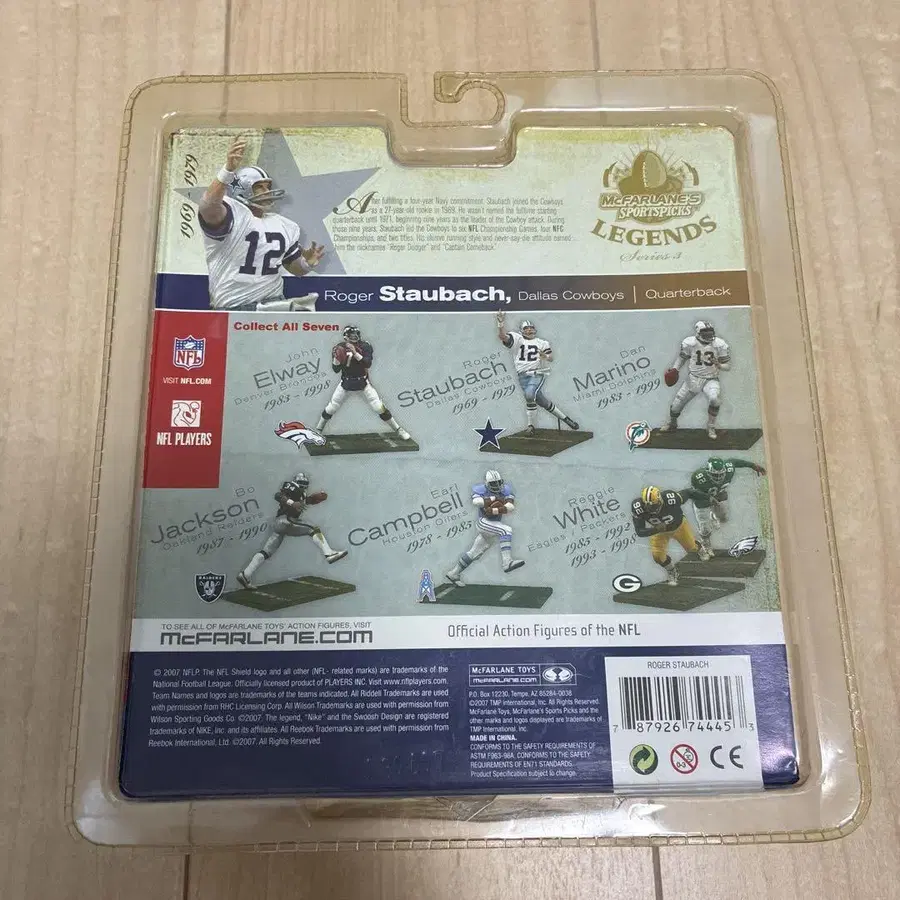 1969 - 1979
12
After fulfilling a four-year Navy commitment, Staubach joined the Cowboys
as a 27-year-old rookie in 1969. He wasn't named the fulltime starting
quarterback until 1971, beginning nine years as the leader of the Cowboy attack. During
those nine years, Staubach led the Cowboys to six NFL Championship Games, four NFC
Championships, and two titles. His elusive running style and never-say-die attitude earned
him the nicknames "Roger Dodger" and "Captain Comeback".
McFARLANE'S
SPORTSPICKS
LEGENDS
Series 3
Roger Staubach, Dallas Cowboys | Quarterback
NFL
VISIT NFL.COM
NFL PLAYERS
Collect All Seven
John
Elway
Denver Broncos
1983 - 1998
7
Roger
Staubach
Dallas Cowboys
1969 - 1979
12
Dan
Marino
Miami Dolphins
1983 - 1999
13
Bo
Jackson
Oakland Raiders
1987 - 1990
34
RAIDERS
Earl
Campbell
Houston Oilers
1978 - 1985
Reggie
White
Eagles / Packers
1985 - 1992
1993 - 1998
92
92
G
TO SEE ALL OF McFARLANE TOYS' ACTION FIGURES, VISIT
McFARLANE.COM
Official Action Figures of the NFL
© 2007 NFLP. The NFL Shield logo and all other (NFL- related marks) are trademarks of the
National Football League. Officially licensed product of PLAYERS INC. Visit www.nflplayers.com.
Team Names and logos are trademarks of the teams indicated. All Riddell Trademarks are used
with permission from RHC Licensing Corp. All Wilson Trademarks are used with permission from
Wilson Sporting Goods Co. ©2007. The legend, "Nike" and the Swoosh Design are registered
trademarks of NIKE, Inc. and its affiliates. All Reebok Trademarks are used with permission from
Reebok International, Ltd. ©2007. All Rights Reserved.
McFARLANE TOYS
McFARLANE.COM
P.O. Box 12230, Tempe, AZ 85284-0038
©2007 TMP International, Inc. All Rights Reserved.
McFarlane Toys, McFarlane's Sports Picks and the
other marks and logos displayed are trademarks of
TMP International, Inc.
MADE IN CHINA.
CONFORMS TO THE SAFETY REQUIREMENTS OF
ASTM F963-96A. CONFORMS TO THE SAFETY
REQUIREMENTS OF EN71 STANDARDS.
Product Specification subject to change.
ROGER STAUBACH
7 87926 74445 3
0-3
CE